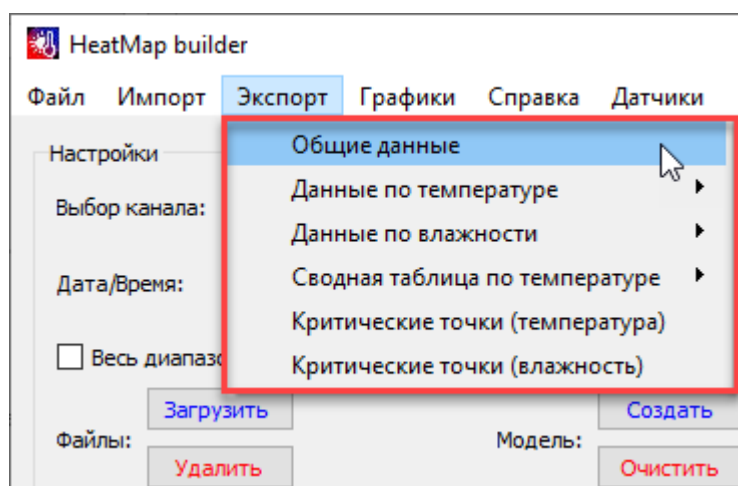 HeatMap builder
Файл Импорт Экспорт Графики Справка Датчики
Настройки
Общие данные
Данные по температуре
Выбор канала:
Данные по влажности
Дата/Время:
Сводная таблица по температуре
Критические точки (температура)
Весь
Критические точки (влажность)
Загрузить Создать
Файлы: Модель:
Удалить Очистить